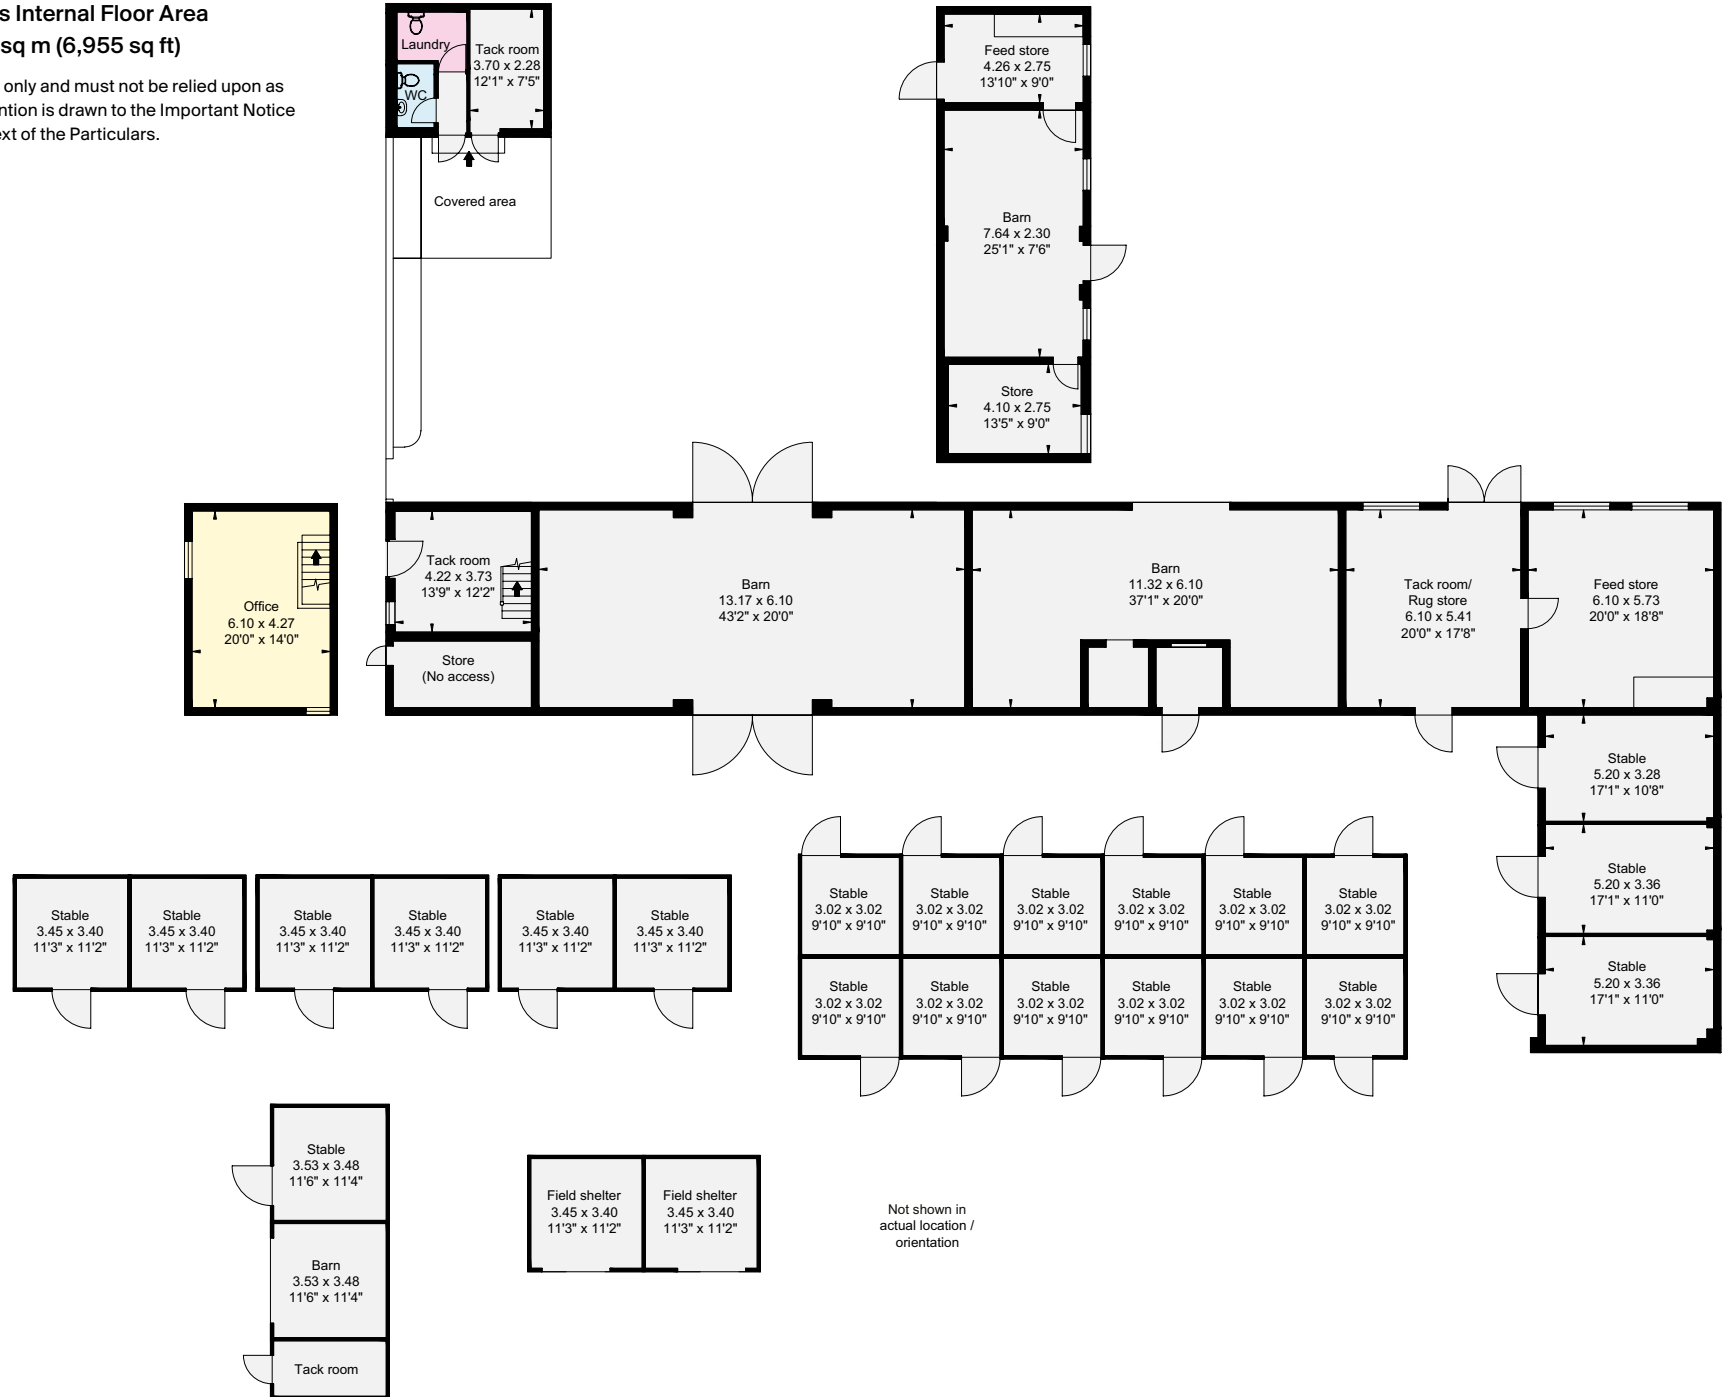 s Internal Floor Area
sq m (6,955 sq ft)
only and must not be relied upon as
ntion is drawn to the Important Notice
ext of the Particulars.
Laundry
WC
Tack room
3.70 x 2.28
12'1" x 7'5"
Covered area
Feed store
4.26 x 2.75
13'10" x 9'0"
Barn
7.64 x 2.30
25'1" x 7'6"
Store
4.10 x 2.75
13'5" x 9'0"
Office
6.10 x 4.27
20'0" x 14'0"
Tack room
4.22 x 3.73
13'9" x 12'2"
Store
(No access)
Barn
13.17 x 6.10
43'2" x 20'0"
Barn
11.32 x 6.10
37'1" x 20'0"
Tack room/
Rug store
6.10 x 5.41
20'0" x 17'8"
Feed store
6.10 x 5.73
20'0" x 18'8"
Stable
5.20 x 3.28
17'1" x 10'8"
Stable
5.20 x 3.36
17'1" x 11'0"
Stable
5.20 x 3.36
17'1" x 11'0"
Stable
3.45 x 3.40
11'3" x 11'2"
Stable
3.45 x 3.40
11'3" x 11'2"
Stable
3.45 x 3.40
11'3" x 11'2"
Stable
3.45 x 3.40
11'3" x 11'2"
Stable
3.45 x 3.40
11'3" x 11'2"
Stable
3.45 x 3.40
11'3" x 11'2"
Stable
3.02 x 3.02
9'10" x 9'10"
Stable
3.02 x 3.02
9'10" x 9'10"
Stable
3.02 x 3.02
9'10" x 9'10"
Stable
3.02 x 3.02
9'10" x 9'10"
Stable
3.02 x 3.02
9'10" x 9'10"
Stable
3.02 x 3.02
9'10" x 9'10"
Stable
3.02 x 3.02
9'10" x 9'10"
Stable
3.02 x 3.02
9'10" x 9'10"
Stable
3.02 x 3.02
9'10" x 9'10"
Stable
3.02 x 3.02
9'10" x 9'10"
Stable
3.02 x 3.02
9'10" x 9'10"
Stable
3.02 x 3.02
9'10" x 9'10"
Stable
3.53 x 3.48
11'6" x 11'4"
Barn
3.53 x 3.48
11'6" x 11'4"
Tack room
Field shelter
3.45 x 3.40
11'3" x 11'2"
Field shelter
3.45 x 3.40
11'3" x 11'2"
Not shown in
actual location /
orientation